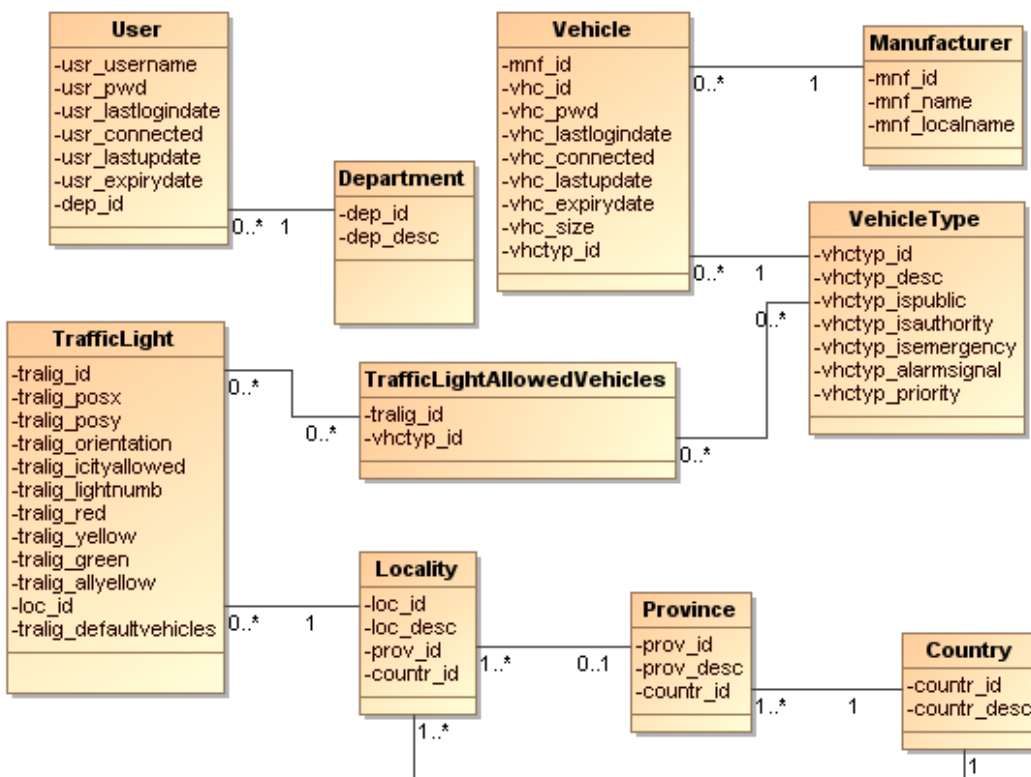 User
-usr_username
-usr_pwd
-usr_lastlogindate
-usr_connected
-usr_lastupdate
-usr_expirydate
-dep_id
0..* 1
Department
-dep_id
-dep_desc
Vehicle
-mnf_id
-vhc_id
-vhc_pwd
-vhc_lastlogindate
-vhc_connected
-vhc_lastupdate
-vhc_expirydate
-vhc_size
-vhctyp_id
0..* 1
0..* 1
Manufacturer
-mnf_id
-mnf_name
-mnf_localname
VehicleType
-vhctyp_id
-vhctyp_desc
-vhctyp_ispublic
-vhctyp_isauthority
-vhctyp_isemergency
-vhctyp_alarmsignal
-vhctyp_priority
0..*
TrafficLight
-tralig_id
-tralig_posx
-tralig_posy
-tralig_orientation
-tralig_icityallowed
-tralig_lightnumb
-tralig_red
-tralig_yellow
-tralig_green
-tralig_allyellow
-loc_id
-tralig_defaultvehicles
0..*
0..*
TrafficLightAllowedVehicles
-tralig_id
-vhctyp_id
0..*
0..* 1
Locality
-loc_id
-loc_desc
-prov_id
-countr_id
1..* 0..1
1..*
Province
-prov_id
-prov_desc
-countr_id
1..* 1
Country
-countr_id
-countr_desc
1